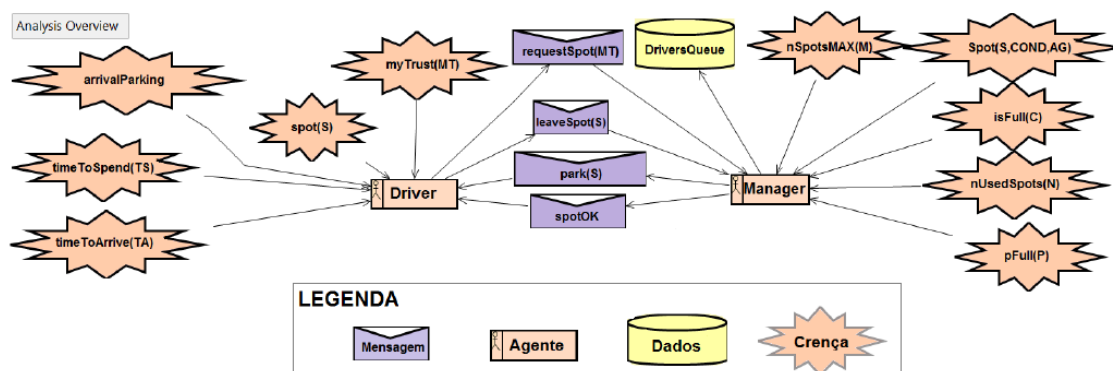 Analysis Overview
arrivalParking
myTrust(MT)
requestSpot(MT)
DriversQueue
nSpotsMAX(M)
Spot(S,COND,AG)
spot(S)
leaveSpot(S)
isFull(C)
timeToSpend(TS)
Driver
park(S)
Manager
nUsedSpots(N)
spotOK
timeToArrive(TA)
pFull(P)
LEGENDA
Mensagem
Agente
Dados
Crença